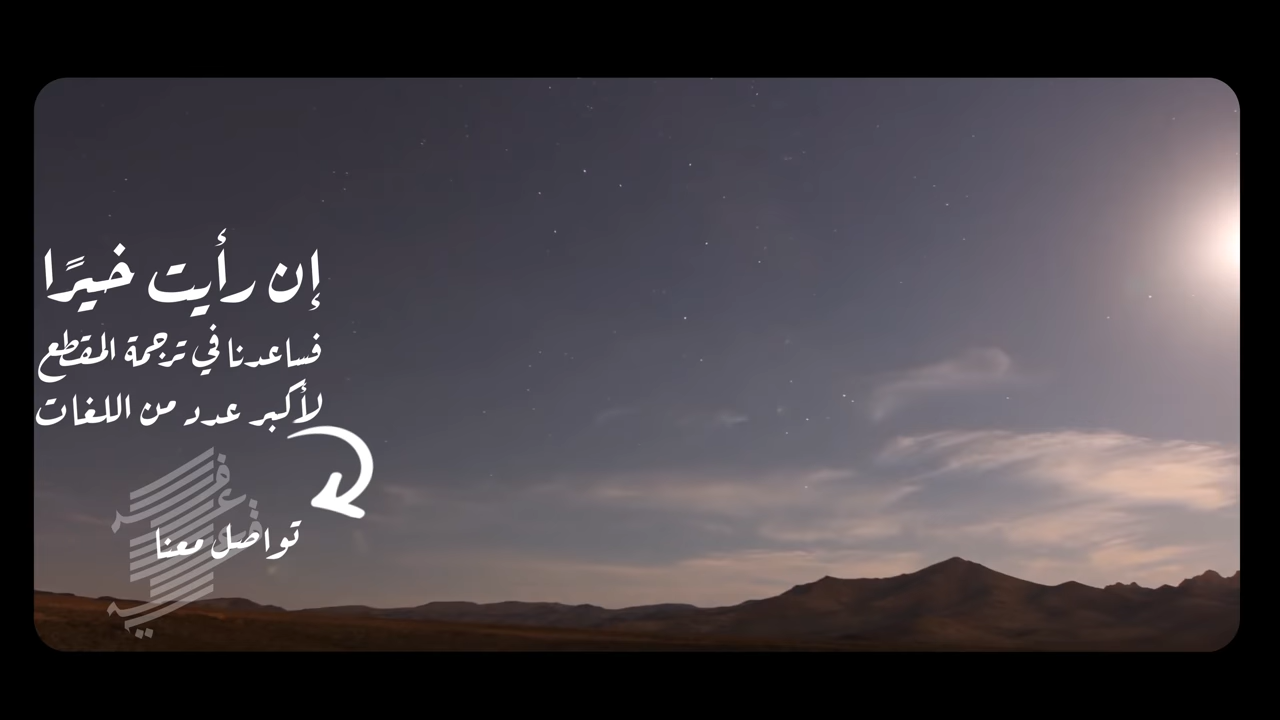 إن رأيت خيرًا
فساعدنا في ترجمة المقطع
لأكبر عدد من اللغات
تواصل معنا